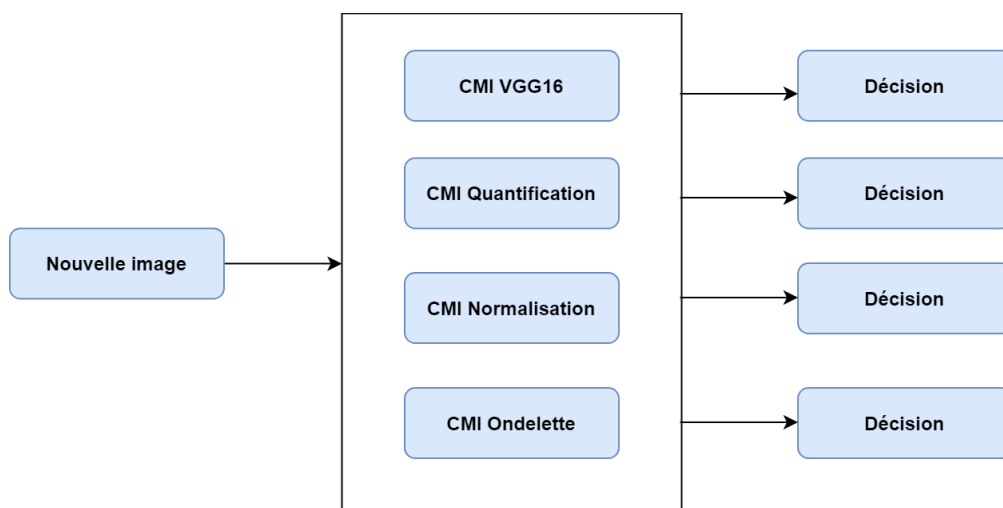 CMI VGG16
Décision
CMI Quantification
Décision
Nouvelle image
CMI Normalisation
Décision
CMI Ondelette
Décision